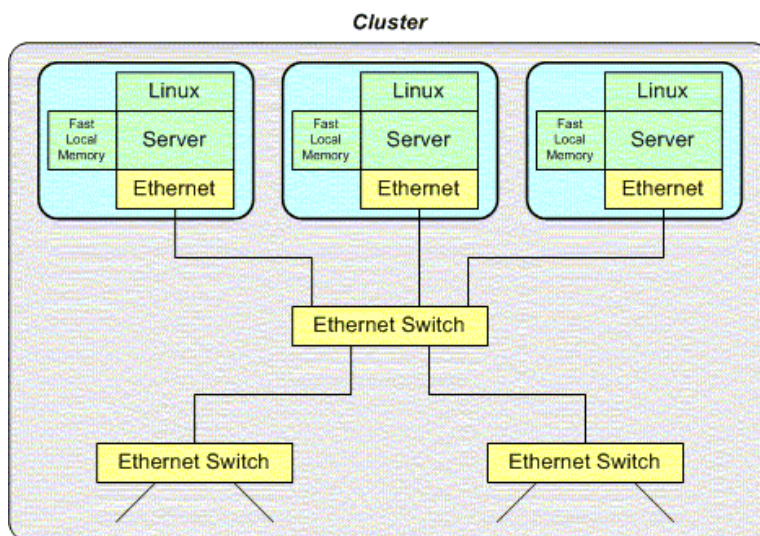 Cluster
Linux
Fast
Local
Memory
Server
Ethernet
Linux
Fast
Local
Memory
Server
Ethernet
Linux
Fast
Local
Memory
Server
Ethernet
Ethernet Switch
Ethernet Switch
Ethernet Switch